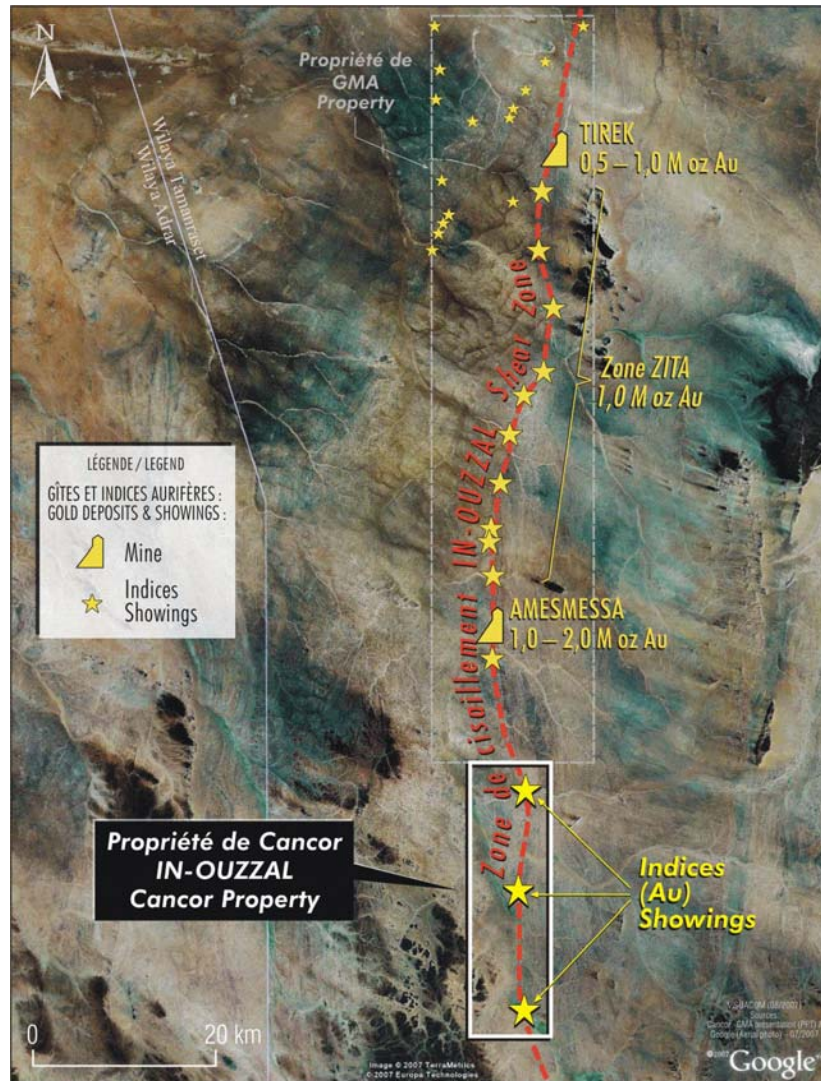 N
Propriété de
GMA
Property
Wilaya Tamanraset
Wilaya Adrar
TIREK
0,5 – 1,0 M oz Au
Zone ZITA
1,0 M oz Au
Zone de cisaillement IN-OUZZAL Shear Zone
LÉGENDE / LEGEND
GÎTES ET INDICES AURIFÈRES :
GOLD DEPOSITS & SHOWINGS :
Mine
Indices
Showings
AMESMESSA
1,0 – 2,0 M oz Au
Propriété de Cancor
IN-OUZZAL
Cancor Property
Indices
(Au)
Showings
0 20 km
Sources
Image © 2007 TerraMetrics
© 2007 Europa Technologies
© 2007 Google